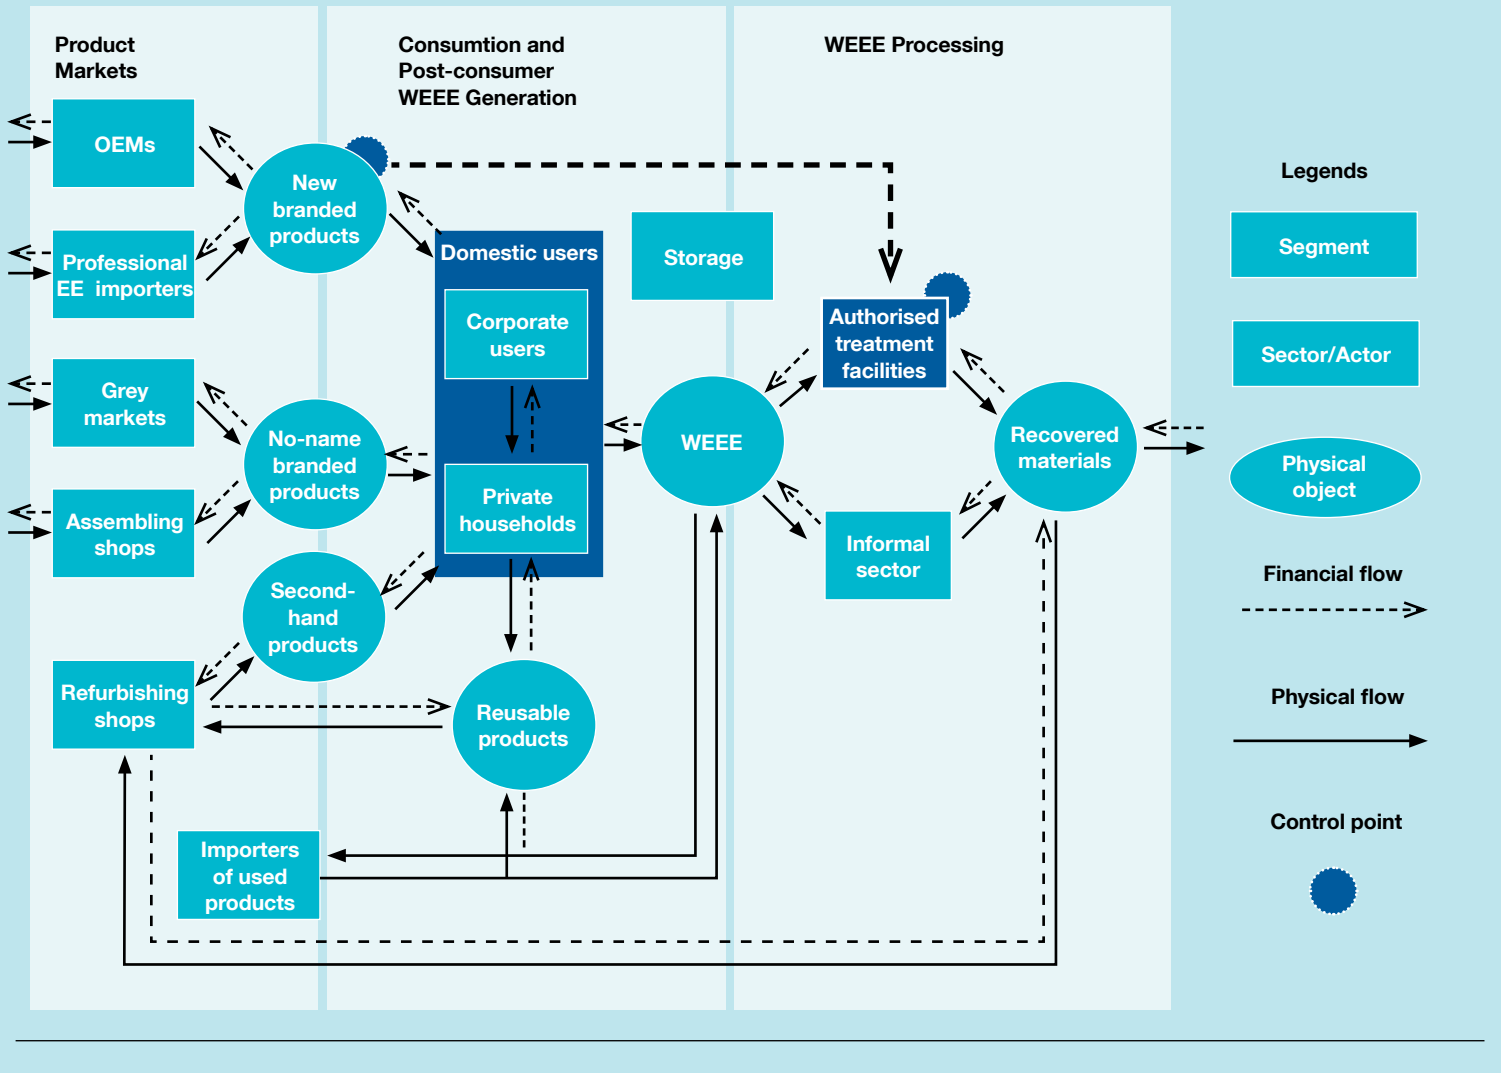 Product
Markets
Consumtion and
Post-consumer
WEEE Generation
WEEE Processing
OEMs
Professional
EE importers
Grey
markets
Assembling
shops
Refurbishing
shops
Importers
of used
products
New
branded
products
No-name
branded
products
Second-
hand
products
Domestic users
Corporate
users
Private
households
Reusable
products
Storage
WEEE
Authorised
treatment
facilities
Informal
sector
Recovered
materials
Legends
Segment
Sector/Actor
Physical
object
Financial flow
Physical flow
Control point